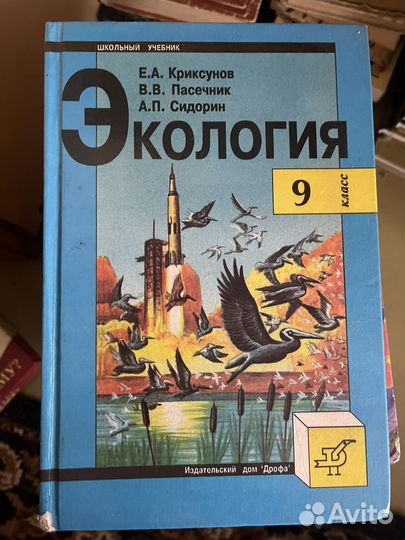 ШКОЛЬНЫЙ УЧЕБНИК
Е.А. Криксунов
В.В. Пасечник
А.П. Сидорин
Экология
9 класс
Издательский дом 'Дрофа'
Avito